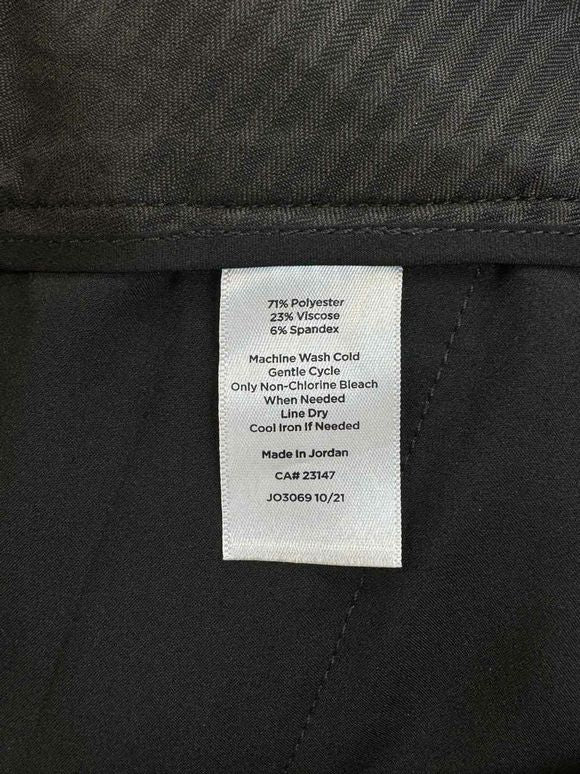 71% Polyester
23% Viscose
6% Spandex
Machine Wash Cold
Gentle Cycle
Only Non-Chlorine Bleach
When Needed
Line Dry
Cool Iron If Needed
Made In Jordan
CA# 23147
JO3069 10/21